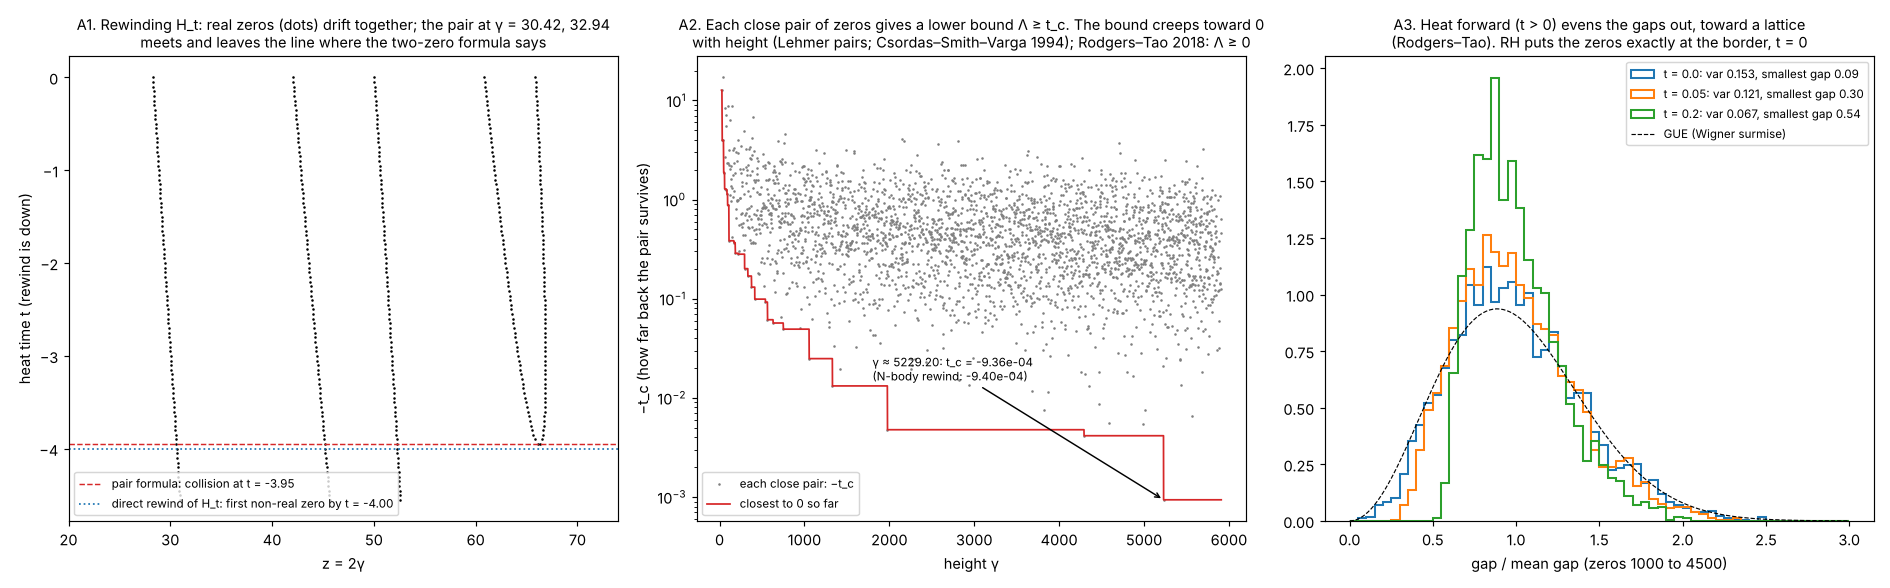 A1. Rewinding H_t: real zeros (dots) drift together; the pair at γ = 30.42, 32.94
meets and leaves the line where the two-zero formula says
0
−1
−2
−3
−4
heat time t (rewind is down)
pair formula: collision at t = −3.95
direct rewind of H_t: first non-real zero by t = -4.00
20
30
40
50
60
70
z = 2γ
A2. Each close pair of zeros gives a lower bound Λ ≥ t_c. The bound creeps toward 0
with height (Lehmer pairs; Csordas–Smith–Varga 1994); Rodgers–Tao 2018: Λ ≥ 0
10¹
10⁰
10⁻¹
10⁻²
10⁻³
−t_c (how far back the pair survives)
γ ≈ 5229.20: t_c = -9.36e-04
(N-body rewind: -9.40e-04)
each close pair: −t_c
closest to 0 so far
0
1000
2000
3000
4000
5000
6000
height γ
A3. Heat forward (t > 0) evens the gaps out, toward a lattice
(Rodgers–Tao). RH puts the zeros exactly at the border, t = 0
t = 0.0: var 0.153, smallest gap 0.09
t = 0.05: var 0.121, smallest gap 0.30
t = 0.2: var 0.067, smallest gap 0.54
GUE (Wigner surmise)
2.00
1.75
1.50
1.25
1.00
0.75
0.50
0.25
0.00
0.0
0.5
1.0
1.5
2.0
2.5
3.0
gap / mean gap (zeros 1000 to 4500)